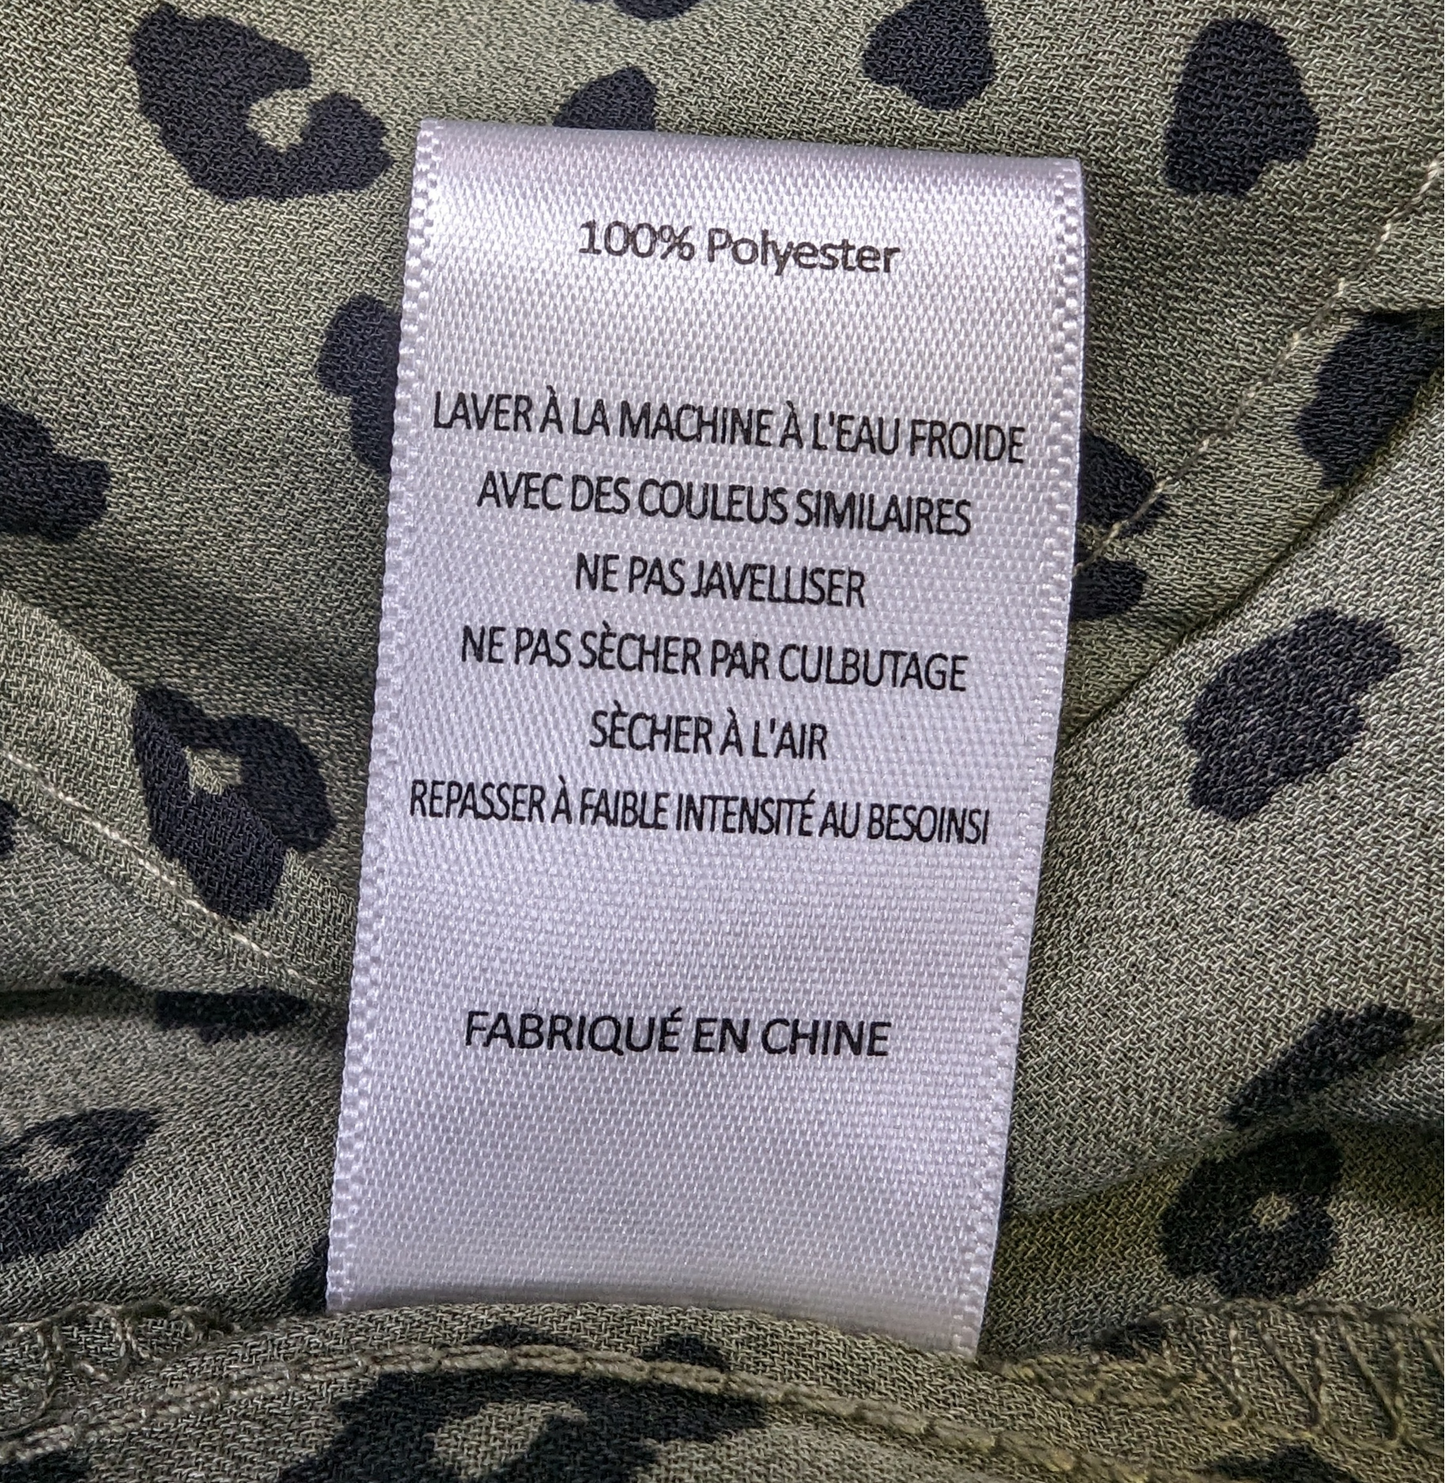 100% Polyester
LAVER À LA MACHINE À L'EAU FROIDE
AVEC DES COULEUS SIMILAIRES
NE PAS JAVELLISER
NE PAS SÈCHER PAR CULBUTAGE
SÈCHER À L'AIR
REPASSER À FAIBLE INTENSITÉ AU BESOINSI
FABRIQUÉ EN CHINE